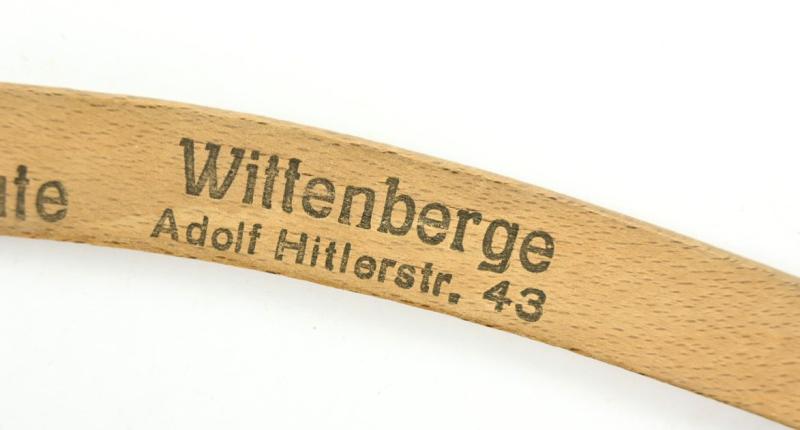 Wittenberge
Adolf Hitlerstr. 43